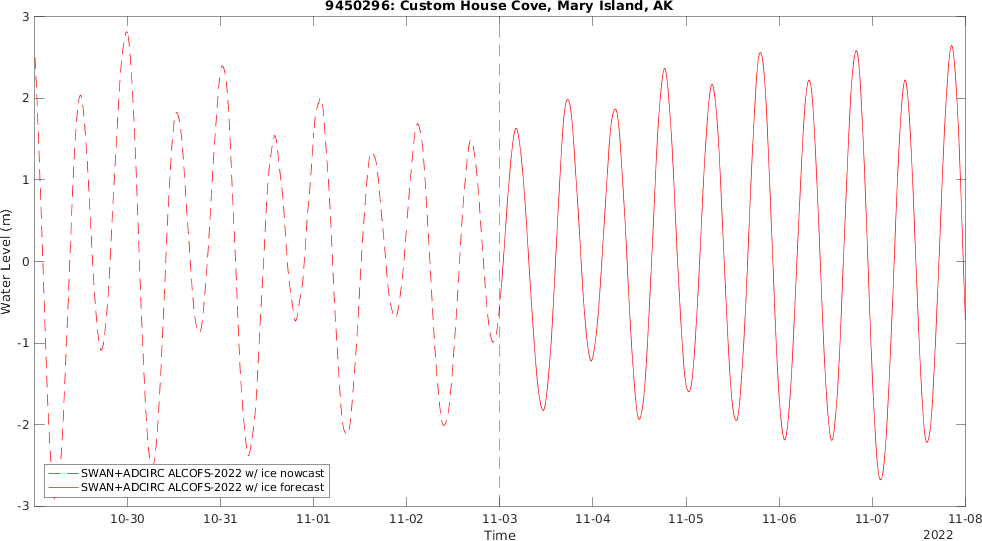 9450296: Custom House Cove, Mary Island, AK
3
2
1
0
-1
-2
-3
Water Level (m)
SWAN+ADCIRC ALCOFS-2022 w/ ice nowcast
SWAN+ADCIRC ALCOFS-2022 w/ ice forecast
10-30 10-31 11-01 11-02 11-03 11-04 11-05 11-06 11-07 11-08
Time
2022